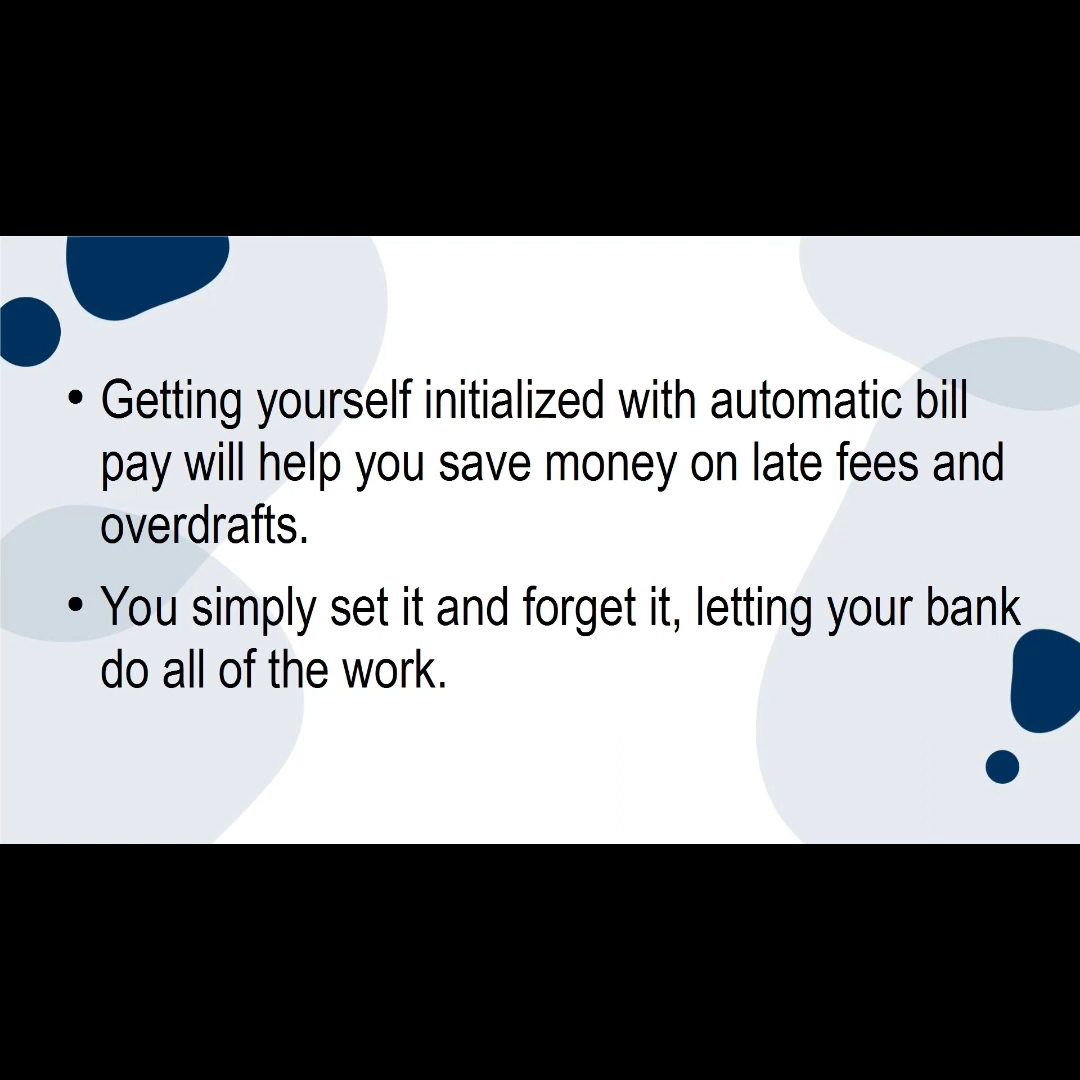 • Getting yourself initialized with automatic bill
pay will help you save money on late fees and
overdrafts.
• You simply set it and forget it, letting your bank
do all of the work.